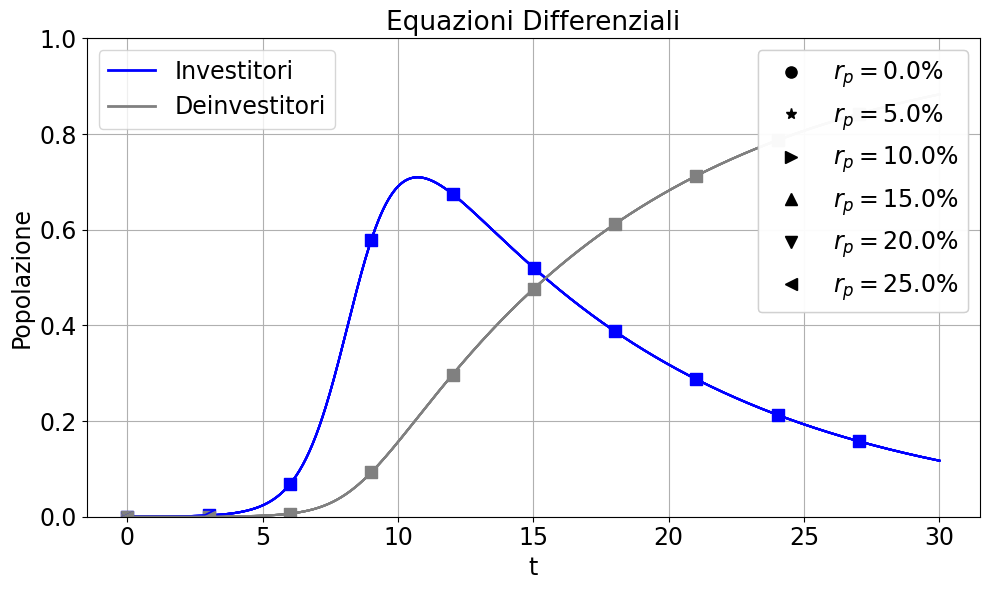 Equazioni Differenziali
Investitori
Deinvestitori
$r_p = 0.0\%$
$r_p = 5.0\%$
$r_p = 10.0\%$
$r_p = 15.0\%$
$r_p = 20.0\%$
$r_p = 25.0\%$
Popolazione
1.0
0.8
0.6
0.4
0.2
0.0
0 5 10 15 20 25 30
t